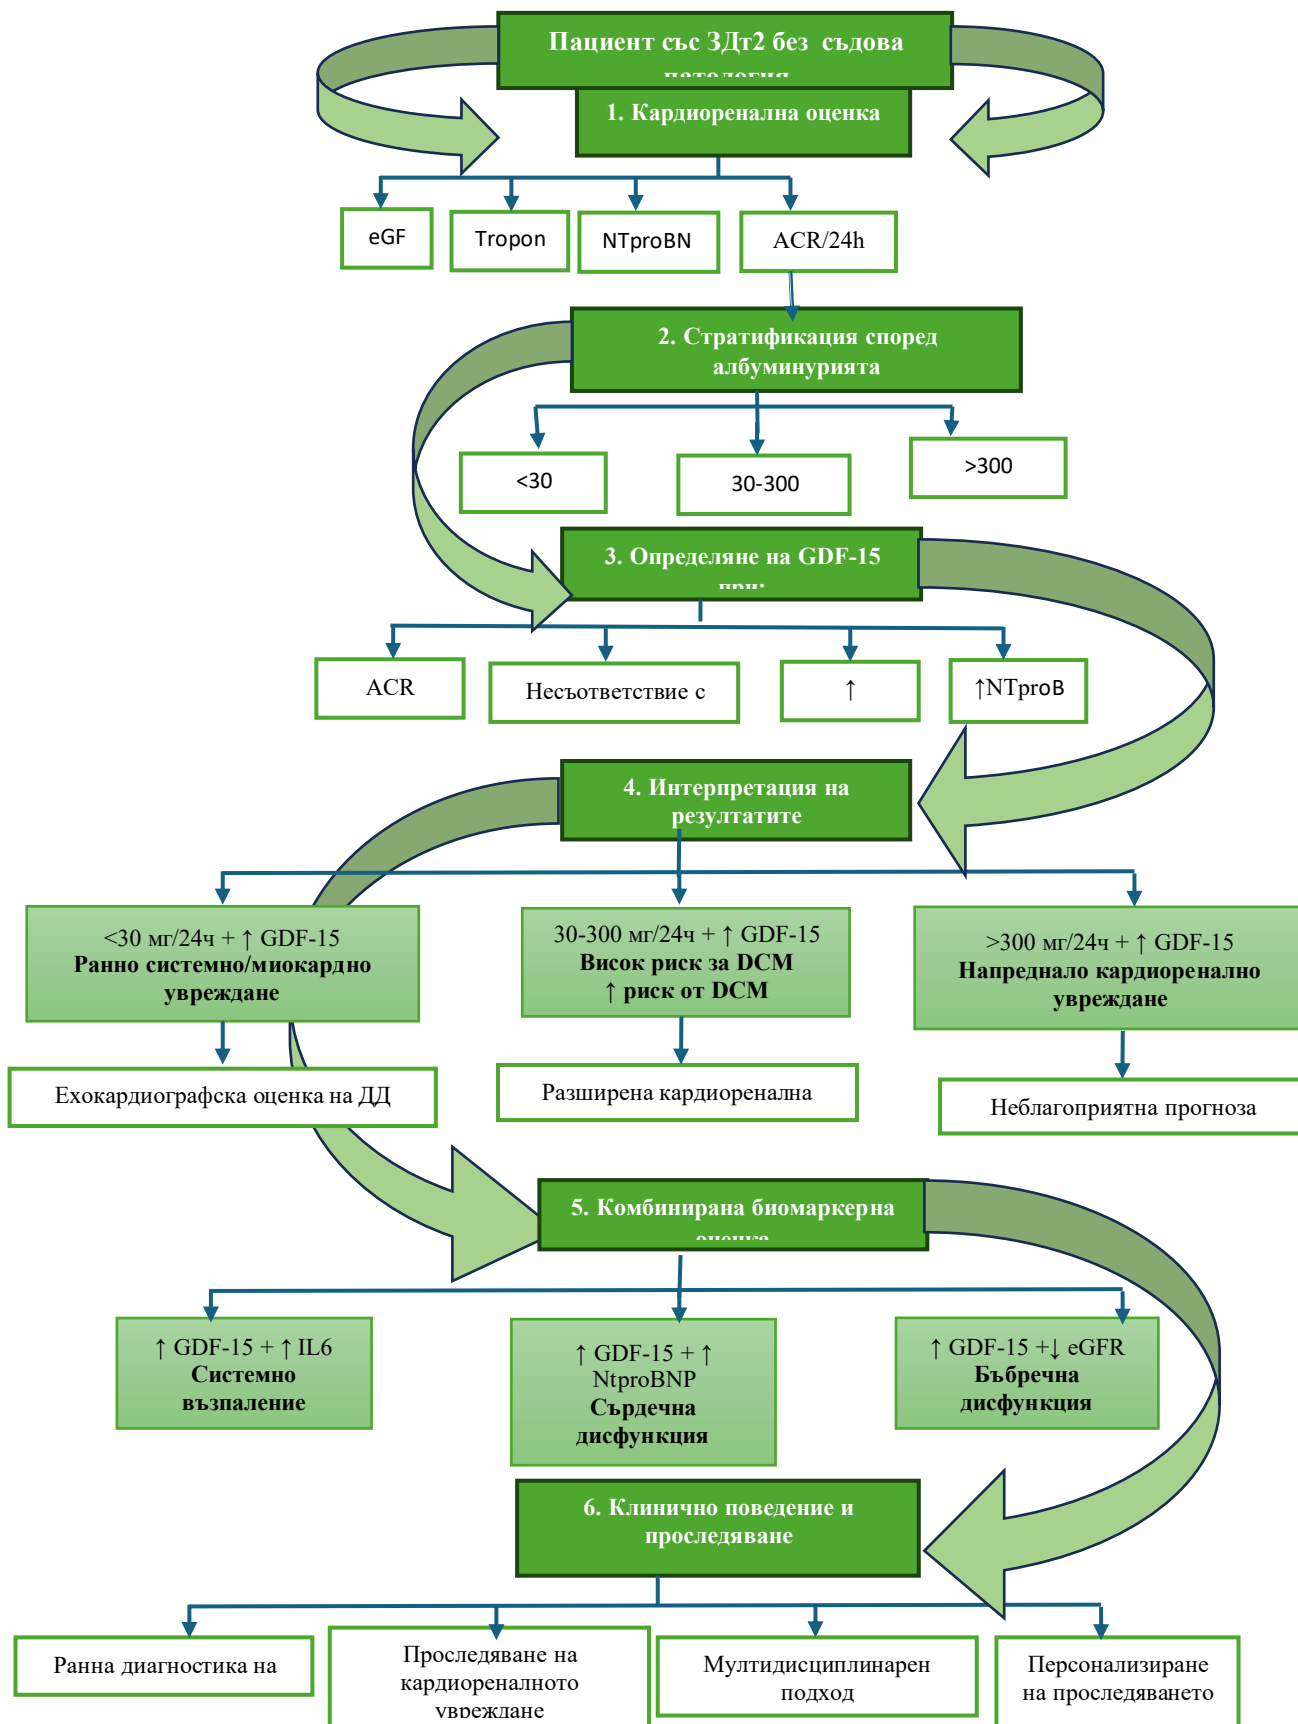 Пациент със ЗДт2 без съдова
патология
1. Кардиоренална оценка
eGF
Tropon
NTproBN
ACR/24h
2. Стратификация според
албуминурията
<30
30-300
>300
3. Определяне на GDF-15
при:
ACR
Несъответствие с
↑
↑NTproB
4. Интерпретация на
резултатите
<30 мг/24ч + ↑ GDF-15
Ранно системно/миокардно
увреждане
30-300 мг/24ч + ↑ GDF-15
Висок риск за DCM
↑ риск от DCM
>300 мг/24ч + ↑ GDF-15
Напреднало кардиоренално
увреждане
Ехокардиографска оценка на ДД
Разширена кардиоренална
Неблагоприятна прогноза
5. Комбинирана биомаркерна
оценка
↑ GDF-15 + ↑ IL6
Системно
възпаление
↑ GDF-15 + ↑
NtproBNP
Сърдечна
дисфункция
↑ GDF-15 +↓ eGFR
Бъбречна
дисфункция
6. Клинично поведение и
проследяване
Ранна диагностика на
Проследяване на
кардиореналното
увреждане
Мултидисциплинарен
подход
Персонализиране
на проследяването